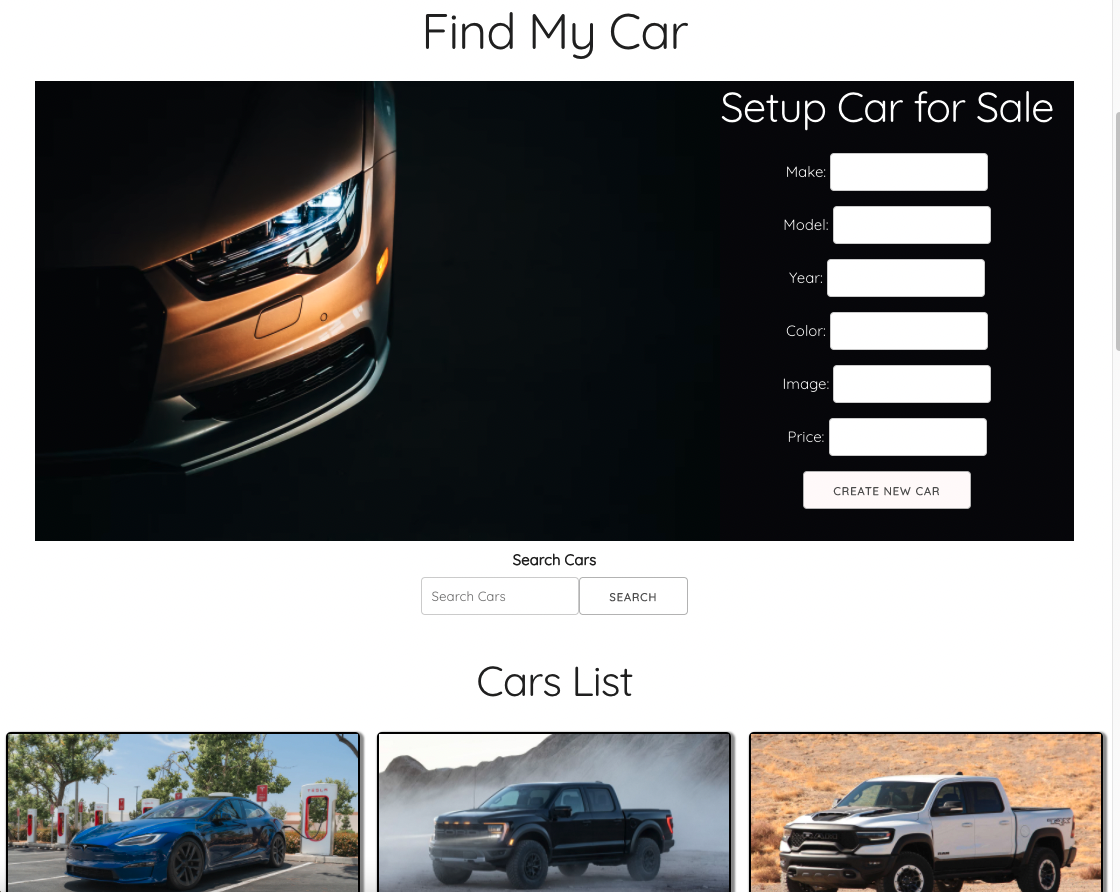 Find My Car
Setup Car for Sale
Make:
Model:
Year:
Color:
Image:
Price:
CREATE NEW CAR
Search Cars
Search Cars
SEARCH
Cars List
TESLA